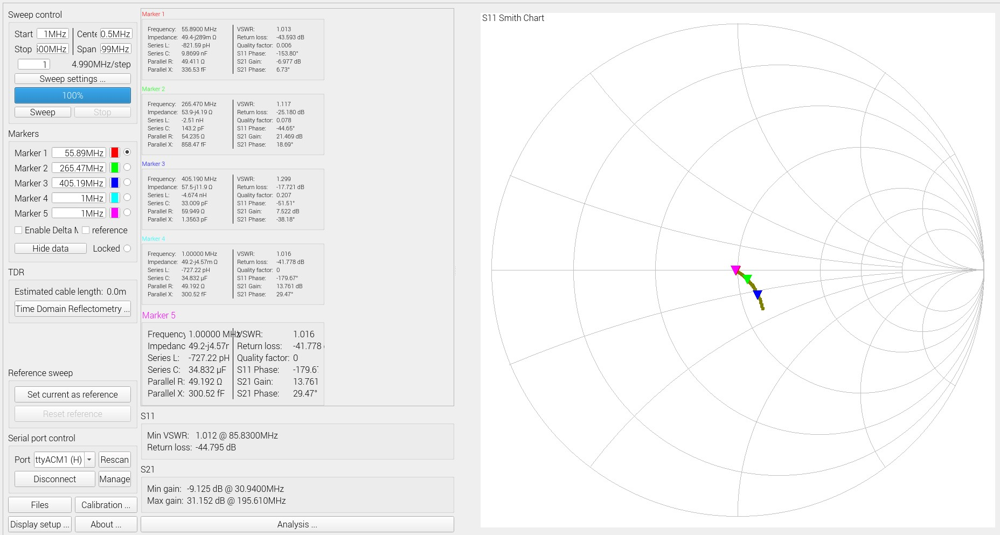 Sweep control
Start 1MHz Cente 0.5MHz
Stop 500MHz Span -99MHz
1 4.990MHz/step
Sweep settings ...
100%
Sweep Stop
Markers
Marker 1 55.89MHz
Marker 2 265.47MHz
Marker 3 405.19MHz
Marker 4 1MHz
Marker 5 1MHz
Enable Delta M reference
Hide data Locked
TDR
Estimated cable length: 0.0m
Time Domain Reflectometry ...
Reference sweep
Set current as reference
Reset reference
Serial port control
Port ttyACM1 (H) Rescan
Disconnect Manage
Files Calibration ...
Display setup ... About ...
Marker 1
Frequency: 55.8900 MHz VSWR: 1.013
Impedance: 49.4-j289m Ω Return loss: -43.593 dB
Series L: -821.59 pH Quality factor: 0.006
Series C: 9.8699 nF S11 Phase: -153.80°
Parallel R: 49.411 Ω S21 Gain: -6.977 dB
Parallel X: 336.53 fF S21 Phase: 6.73°
Marker 2
Frequency: 265.470 MHz VSWR: 1.117
Impedance: 53.9-j4.19 Ω Return loss: -25.180 dB
Series L: -2.51 nH Quality factor: 0.078
Series C: 143.2 pF S11 Phase: -44.65°
Parallel R: 54.235 Ω S21 Gain: 21.469 dB
Parallel X: 858.47 fF S21 Phase: 18.69°
Marker 3
Frequency: 405.190 MHz VSWR: 1.299
Impedance: 57.5-j11.9 Ω Return loss: -17.721 dB
Series L: -4.674 nH Quality factor: 0.207
Series C: 33.009 pF S11 Phase: -51.51°
Parallel R: 59.949 Ω S21 Gain: 7.522 dB
Parallel X: 1.3563 pF S21 Phase: -38.18°
Marker 4
Frequency: 1.00000 MHz VSWR: 1.016
Impedance: 49.2-j4.57m Ω Return loss: -41.778 dB
Series L: -727.22 pH Quality factor: 0
Series C: 34.832 µF S11 Phase: -179.67°
Parallel R: 49.192 Ω S21 Gain: 13.761 dB
Parallel X: 300.52 fF S21 Phase: 29.47°
Marker 5
Frequency 1.00000 MHz VSWR: 1.016
Impedanc 49.2-j4.57m Return loss: -41.778
Series L: -727.22 pH Quality factor: 0
Series C: 34.832 µF S11 Phase: -179.67
Parallel R: 49.192 Ω S21 Gain: 13.761
Parallel X: 300.52 fF S21 Phase: 29.47°
S11
Min VSWR: 1.012 @ 85.8300MHz
Return loss: -44.795 dB
S21
Min gain: -9.125 dB @ 30.9400MHz
Max gain: 31.152 dB @ 195.610MHz
Analysis ...
S11 Smith Chart